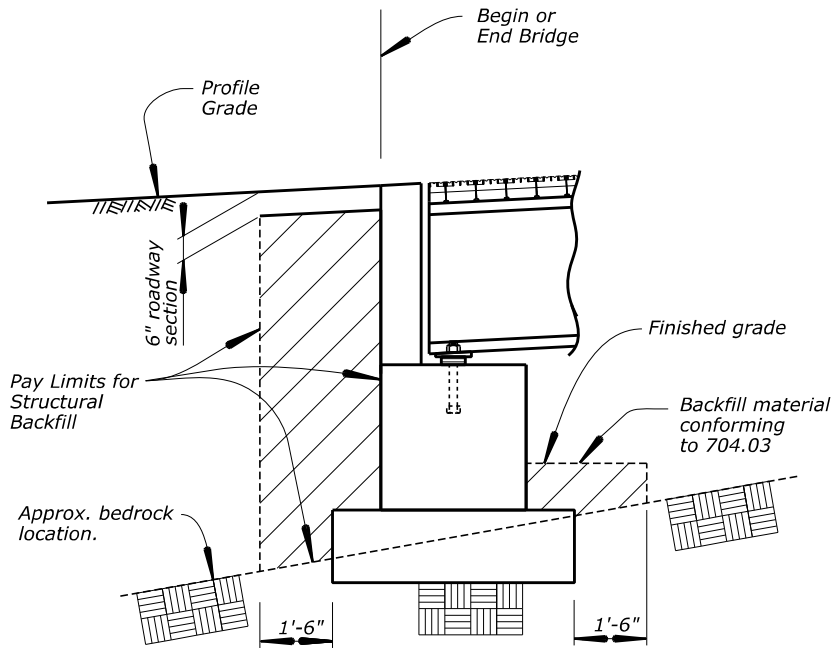 Begin or
End Bridge
Profile
Grade
6" roadway
section
Finished grade
Pay Limits for
Structural
Backfill
Backfill material
conforming
to 704.03
Approx. bedrock
location.
1'-6"
1'-6"